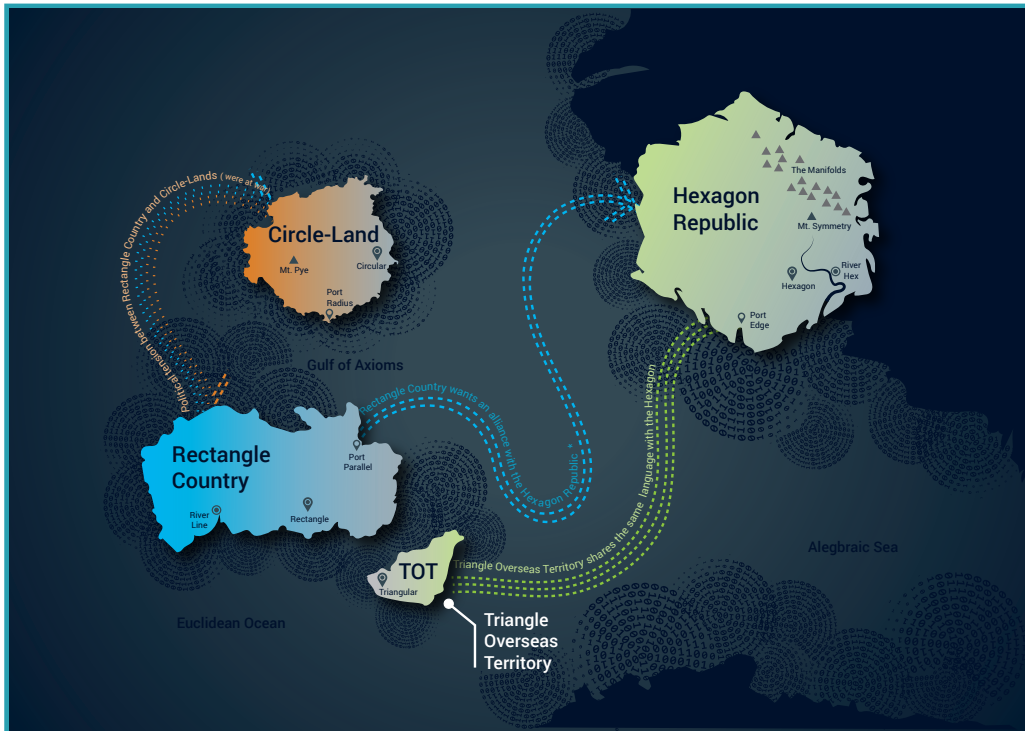 The Manifolds
Hexagon
Republic
Mt. Symmetry
River
Hex
Hexagon
Port
Edge
Political tension between Rectangle Country and Circle-Lands ( were at war)
Circle-Land
Circular
Mt. Pye
Port
Radius
Gulf of Axioms
Rectangle Country wants an alliance with the Hexagon Republic *
Rectangle
Country
Port
Parallel
River
Line
Rectangle
Triangle Overseas Territory shares the same language with the Hexagon
TOT
Triangular
Alegbraic Sea
Euclidean Ocean
Triangle
Overseas
Territory